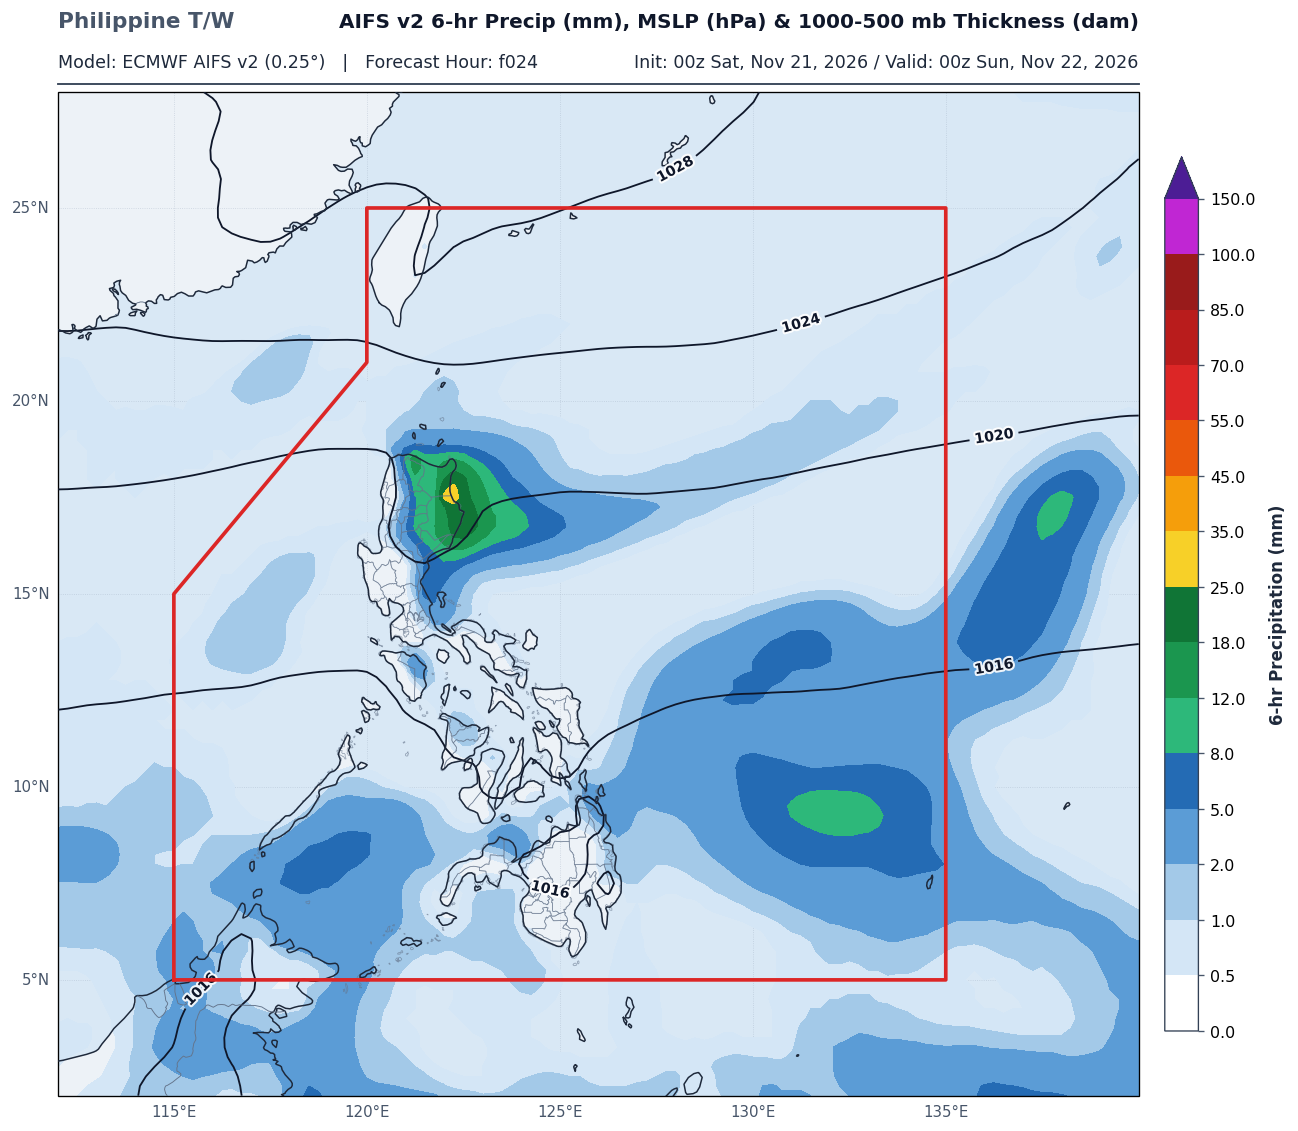 Philippine T/W
AIFS v2 6-hr Precip (mm), MSLP (hPa) & 1000-500 mb Thickness (dam)
Model: ECMWF AIFS v2 (0.25°) | Forecast Hour: f024
Init: 00z Sat, Nov 21, 2026 / Valid: 00z Sun, Nov 22, 2026
1028
1024
1020
1016
1016
1016
25°N
20°N
15°N
10°N
5°N
115°E
120°E
125°E
130°E
135°E
150.0
100.0
85.0
70.0
55.0
45.0
35.0
25.0
18.0
12.0
8.0
5.0
2.0
1.0
0.5
0.0
6-hr Precipitation (mm)